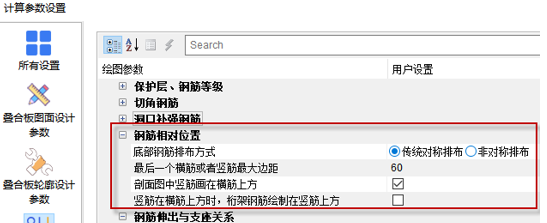 计算参数设置
所有设置
叠合板图面设计
参数
叠合板轮廓设计
参数
Search
绘图参数
用户设置
保护层、钢筋等级
切角钢筋
洞口补强钢筋
钢筋相对位置
底部钢筋排布方式
传统对称排布 非对称排布
最后一个横筋或者竖筋最大边距
60
剖面图中竖筋画在横筋上方
竖筋在横筋上方时，桁架钢筋绘制在竖筋上方
钢筋伸出与支座关系